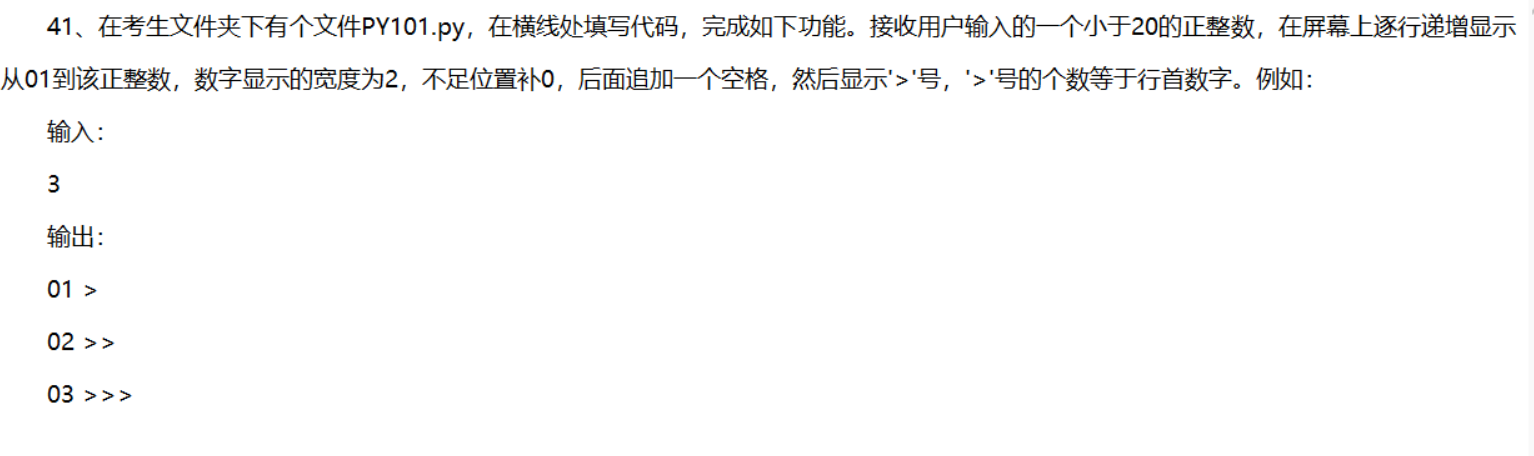 41、在考生文件夹下有个文件PY101.py，在横线处填写代码，完成如下功能。接收用户输入的一个小于20的正整数，在屏幕上逐行递增显示
从01到该正整数，数字显示的宽度为2，不足位置补0，后面追加一个空格，然后显示'>'号，'>'号的个数等于行首数字。例如：
输入：
3
输出：
01 >
02 >>
03 >>>